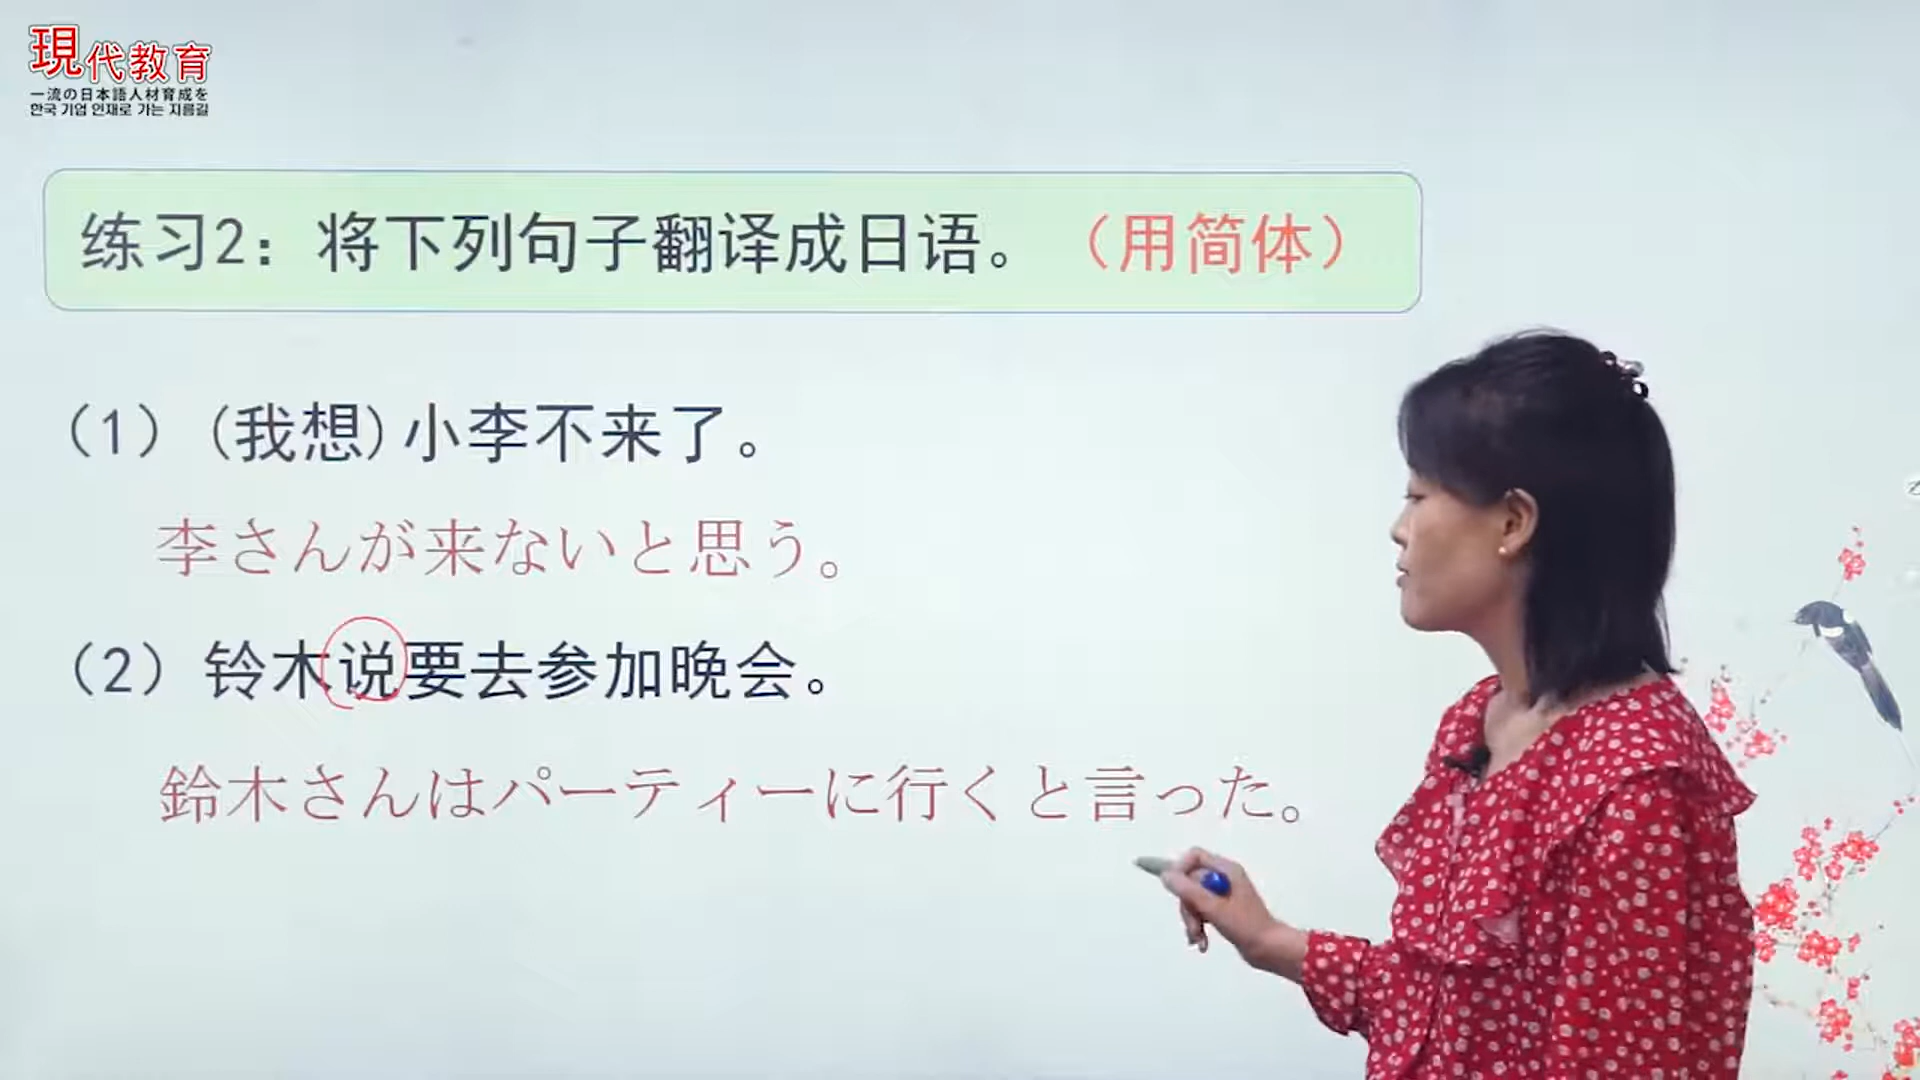 現代教育
一流の日本語人材育成を
한국 기업 인재로 가는 지름길
练习2：将下列句子翻译成日语。（用简体）
（1）(我想)小李不来了。
李さんが来ないと思う。
（2）铃木说要去参加晚会。
鈴木さんはパーティーに行くと言った。